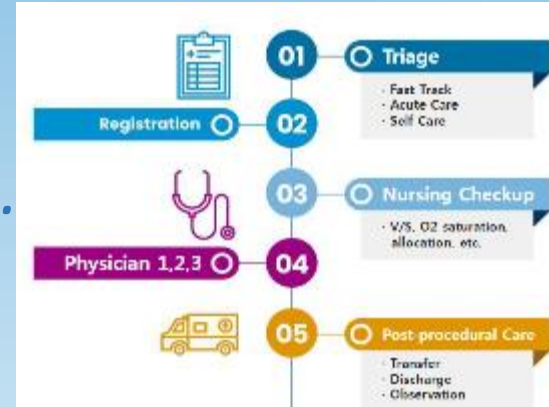 01 Triage
· Fast Track
· Acute Care
· Self Care
Registration 02
03 Nursing Checkup
· V/S, O2 saturation,
allocation, etc.
Physician 1,2,3 04
05 Post-procedural Care
· Transfer
· Discharge
· Observation